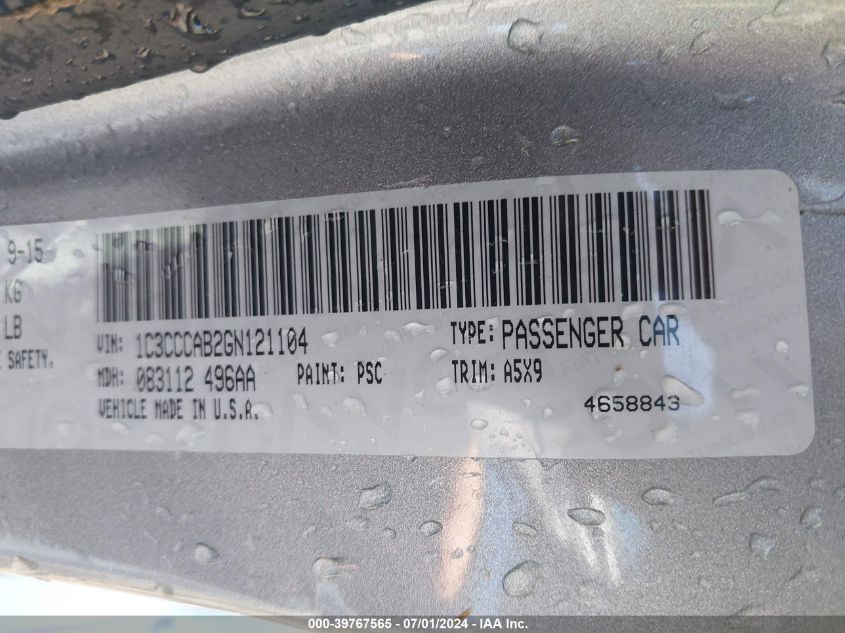 9-15
KG
LB
SAFETY.
VIN: 1C3CCCAB2GN121104 TYPE: PASSENGER CAR
MDH: 083112 496AA PAINT: PSC TRIM: A5X9
VEHICLE MADE IN U.S.A. 4658843
000-39767565 / 07/01/2024 - IAA Inc.